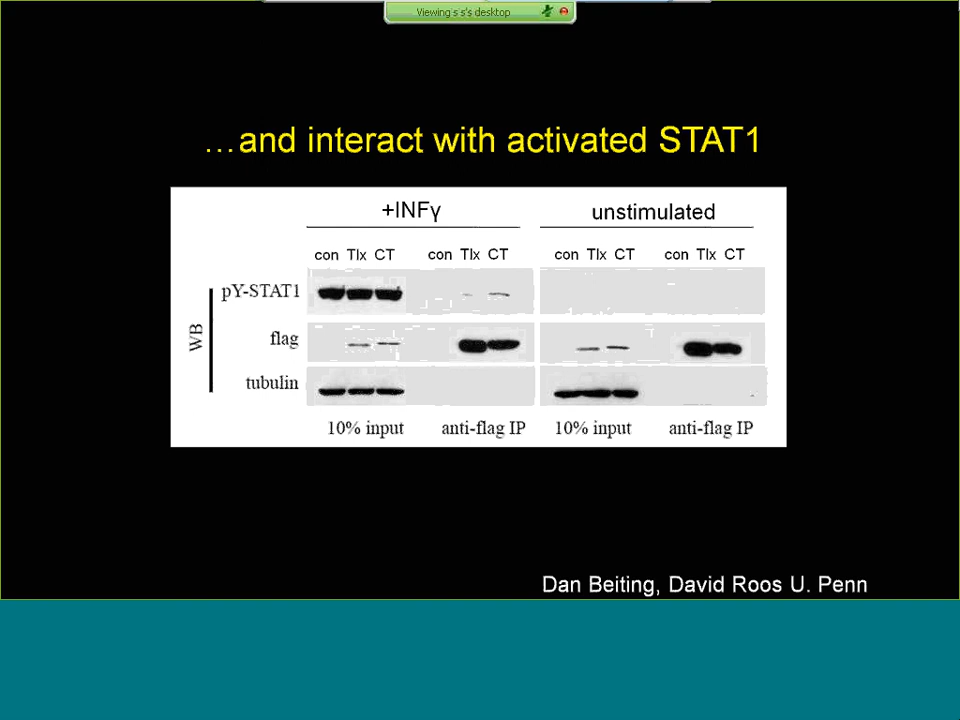 Viewing s's desktop
…and interact with activated STAT1
+INFγ unstimulated
con Tlx CT con Tlx CT con Tlx CT con Tlx CT
pY-STAT1
WB
flag
tubulin
10% input anti-flag IP 10% input anti-flag IP
Dan Beiting, David Roos U. Penn